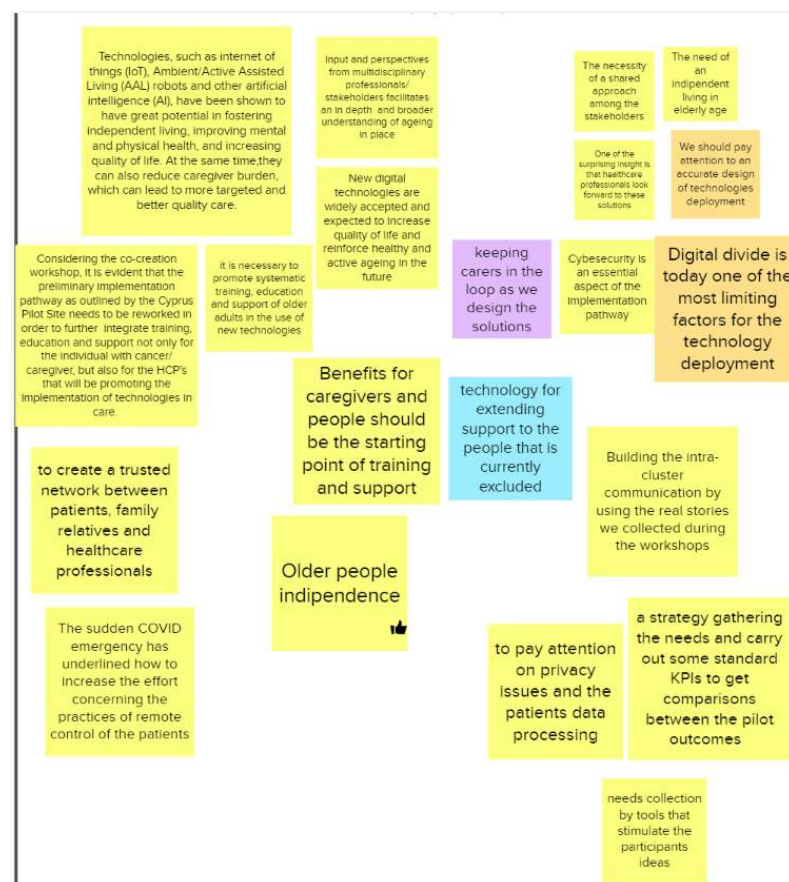 Technologies, such as internet of
things (IoT), Ambient/Active Assisted
Living (AAL) robots and other artificial
intelligence (AI), have been shown to
have great potential in fostering
independent living, improving mental
and physical health, and increasing
quality of life. At the same time,they
can also reduce caregiver burden,
which can lead to more targeted and
better quality care.
Input and perspectives
from multidisciplinary
professionals/
stakeholders facilitates
an in depth and broader
understanding of ageing
in place
The necessity
of a shared
approach
among the
stakeholders
The need of
an
indipendent
living in
elderly age
One of the
surprising insight is
that healthcare
professionals look
forward to these
solutions
We should pay
attention to an
accurate design
of technologies
deployment
New digital
technologies are
widely accepted and
expected to increase
quality of life and
reinforce healthy and
active ageing in the
future
Considering the co-creation
workshop, it is evident that the
preliminary implementation
pathway as outlined by the Cyprus
Pilot Site needs to be reworked in
order to further integrate training,
education and support not only for
the individual with cancer/
caregiver, but also for the HCP's
that will be promoting the
implementation of technologies in
care.
it is necessary to
promote systematic
training, education
and support of older
adults in the use of
new technologies
keeping
carers in the
loop as we
design the
solutions
Cybesecurity is
an essential
aspect of the
implementation
pathway
Digital divide is
today one of the
most limiting
factors for the
technology
deployment
Benefits for
caregivers and
people should
be the starting
point of training
and support
technology for
extending
support to the
people that is
currently
excluded
to create a trusted
network between
patients, family
relatives and
healthcare
professionals
Building the intra-
cluster
communication by
using the real stories
we collected during
the workshops
Older people
indipendence
The sudden COVID
emergency has
underlined how to
increase the effort
concerning the
practices of remote
control of the patients
to pay attention
on privacy
issues and the
patients data
processing
a strategy gathering
the needs and carry
out some standard
KPIs to get
comparisons
between the pilot
outcomes
needs collection
by tools that
stimulate the
participants
ideas